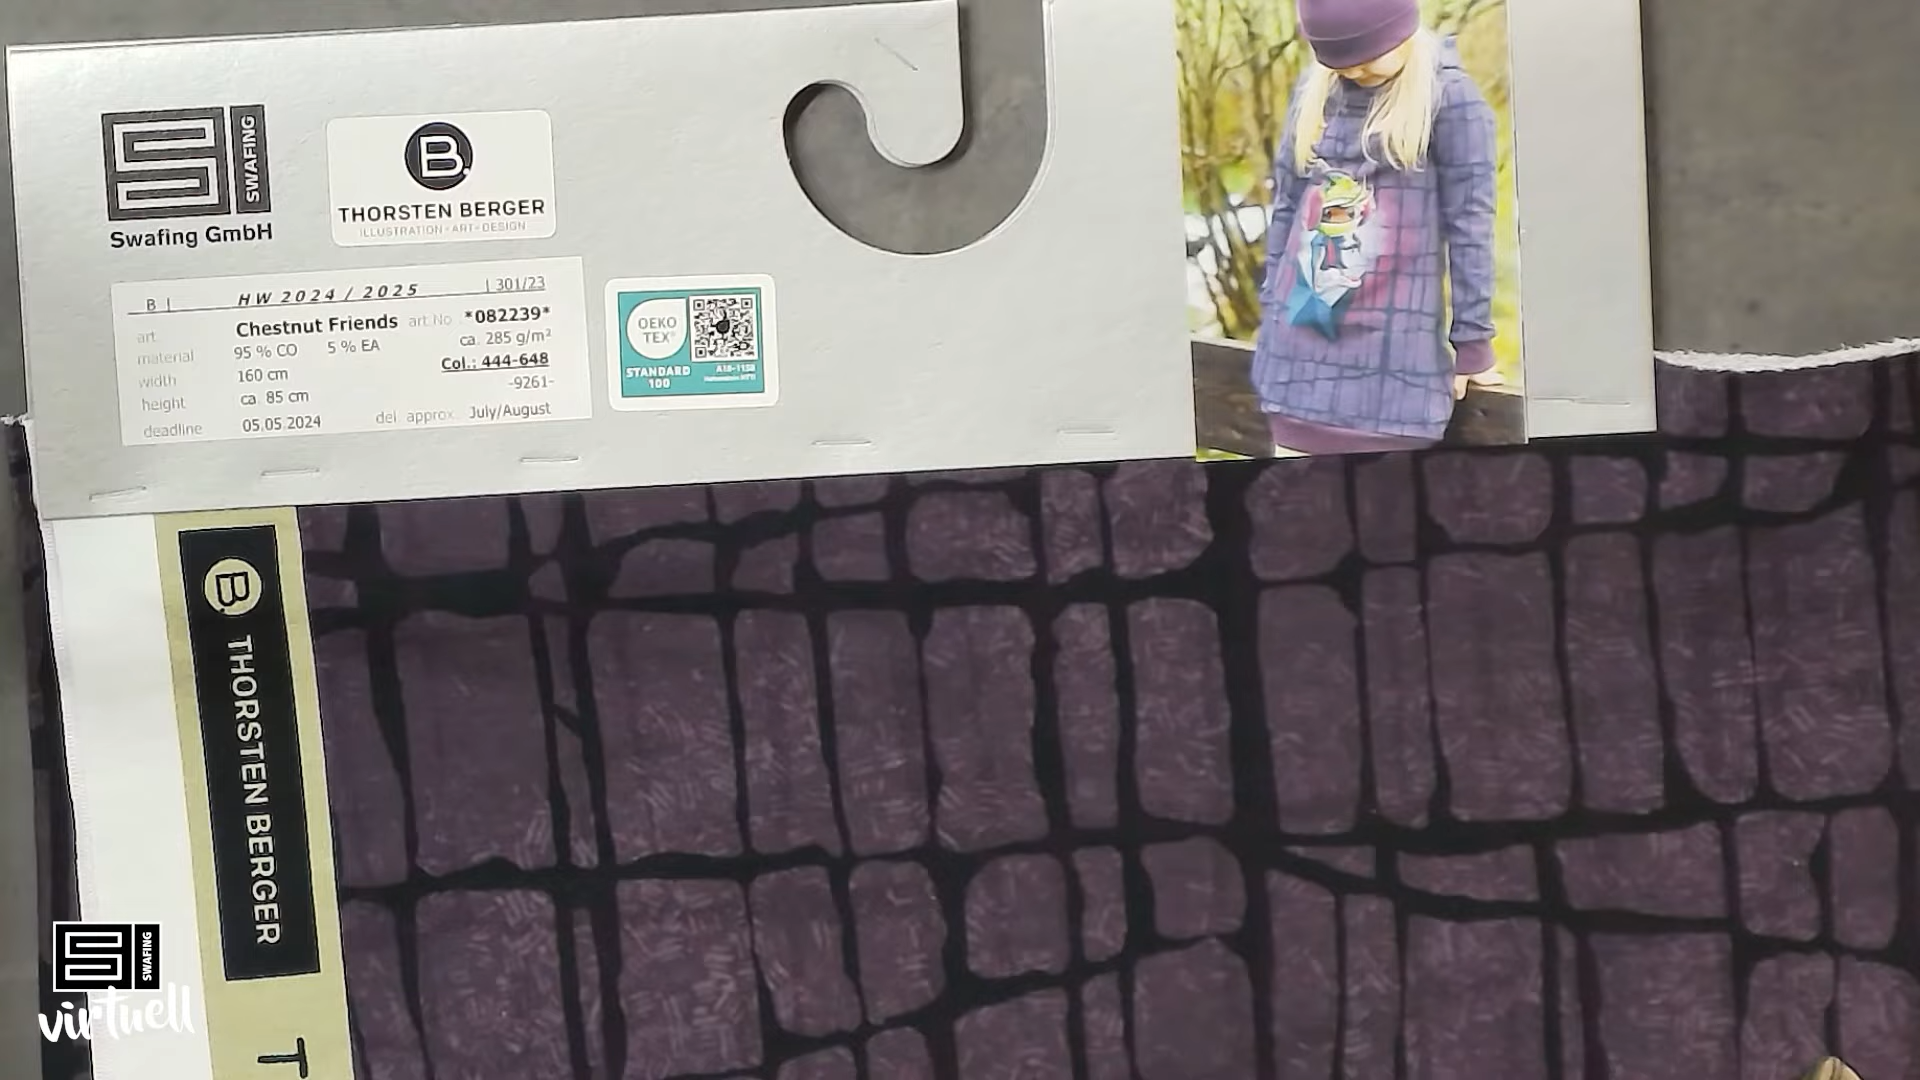 SWAFING
Swafing GmbH
B.
THORSTEN BERGER
ILLUSTRATION - ART - DESIGN
B | HW 2024 / 2025 | 301/23
art. Chestnut Friends art.No. *082239*
material 95 % CO 5 % EA ca. 285 g/m²
width 160 cm Col.: 444-648
height ca. 85 cm -9261-
deadline 05.05.2024 del. approx. July/August
OEKO
TEX®
STANDARD
100
B. THORSTEN BERGER
T
SWAFING
virtuell